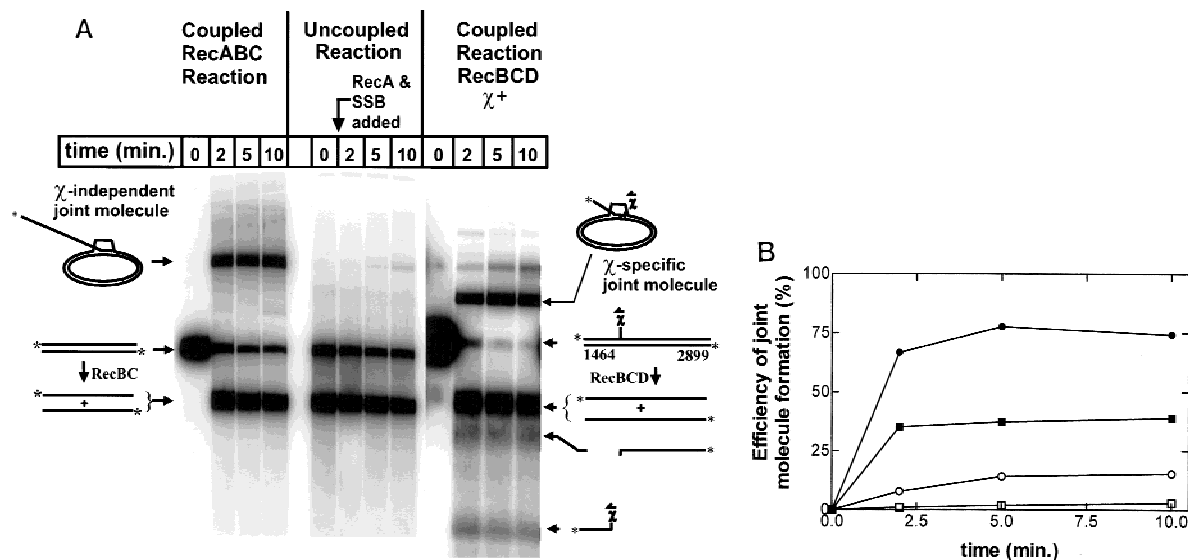 A
Coupled
RecABC
Reaction
Uncoupled
Reaction
RecA &
SSB
added
Coupled
Reaction
RecBCD
χ+
time (min.) 0 2 5 10 0 2 5 10 0 2 5 10
χ-independent
joint molecule
*
* *
RecBC
*
+
*
* χ
χ-specific
joint molecule
χ
* *
1464 2899
RecBCD
*
+
*
*
* χ
B
Efficiency of joint
molecule formation (%)
100
75
50
25
0
0.0 2.5 5.0 7.5 10.0
time (min.)